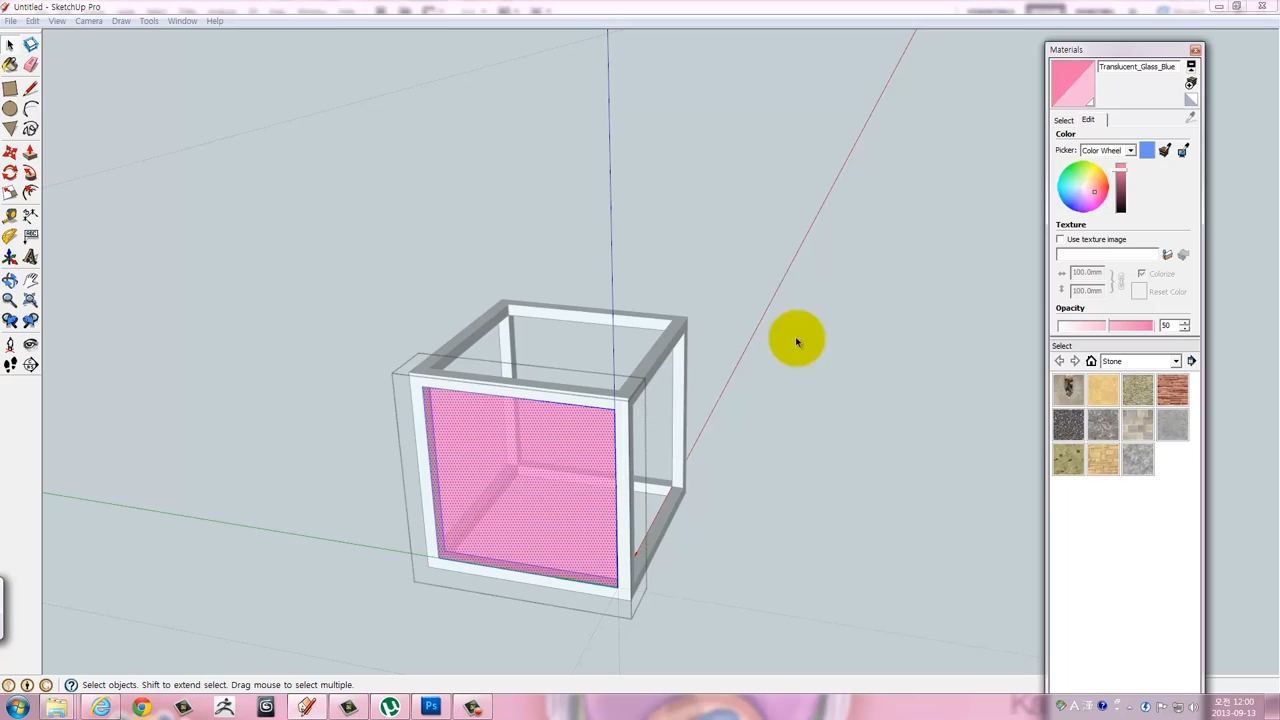 Untitled - SketchUp Pro
File Edit View Camera Draw Tools Window Help
Materials
Translucent_Glass_Blue
Select Edit
Color
Picker: Color Wheel
Texture
Use texture image
100.0mm
Colorize
100.0mm
Reset Color
Opacity
50
Select
Stone
Select objects. Shift to extend select. Drag mouse to select multiple.
Ps
A
오전 12:00
2013-09-13